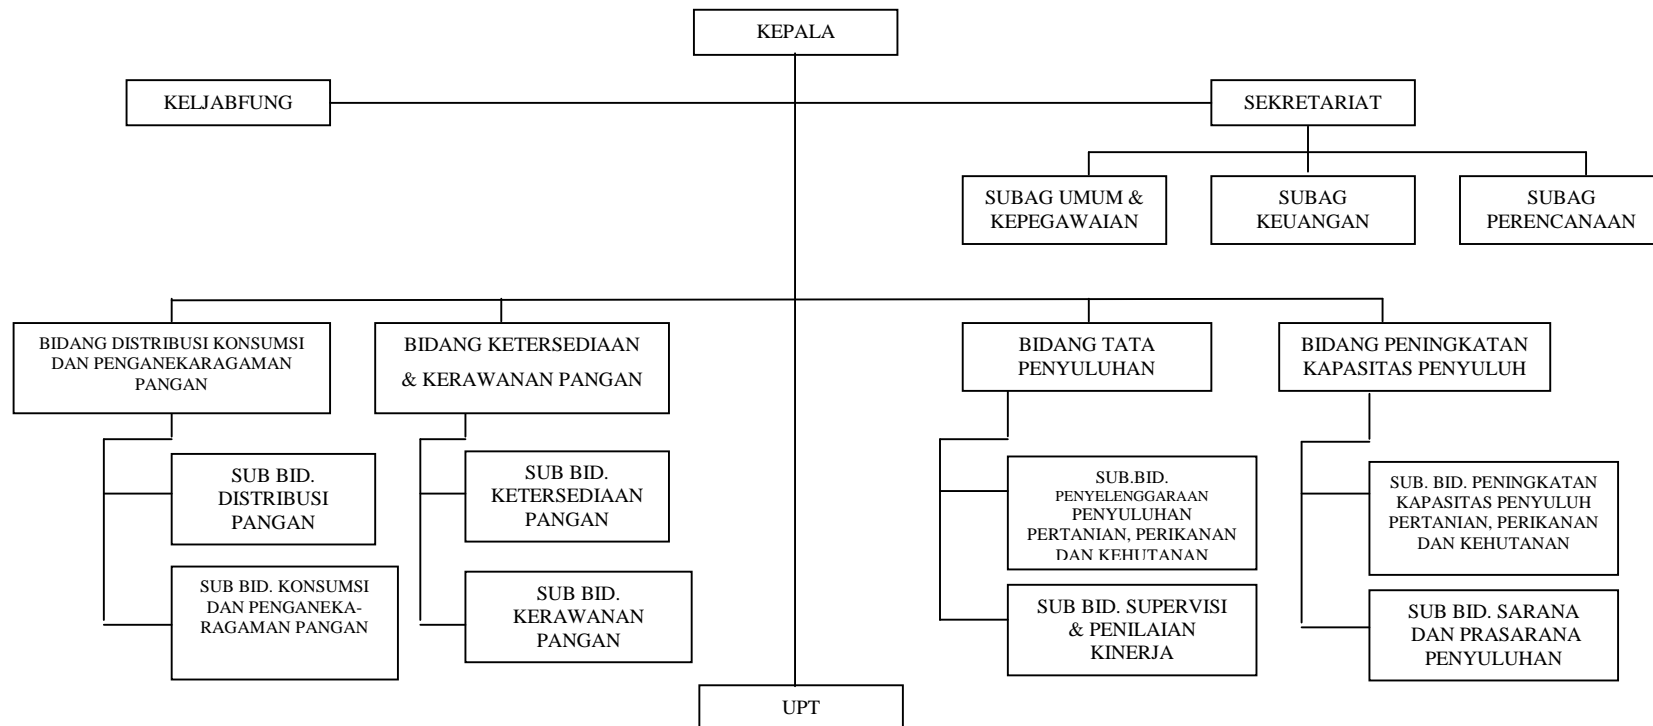 KEPALA
KELJABFUNG
SEKRETARIAT
SUBAG UMUM &
KEPEGAWAIAN
SUBAG
KEUANGAN
SUBAG
PERENCANAAN
BIDANG DISTRIBUSI KONSUMSI
DAN PENGANEKARAGAMAN
PANGAN
BIDANG KETERSEDIAAN
& KERAWANAN PANGAN
BIDANG TATA
PENYULUHAN
BIDANG PENINGKATAN
KAPASITAS PENYULUH
SUB BID.
DISTRIBUSI
PANGAN
SUB BID.
KETERSEDIAAN
PANGAN
SUB.BID.
PENYELENGGARAAN
PENYULUHAN
PERTANIAN, PERIKANAN
DAN KEHUTANAN
SUB. BID. PENINGKATAN
KAPASITAS PENYULUH
PERTANIAN, PERIKANAN
DAN KEHUTANAN
SUB BID. KONSUMSI
DAN PENGANEKA-
RAGAMAN PANGAN
SUB BID.
KERAWANAN
PANGAN
SUB BID. SUPERVISI
& PENILAIAN
KINERJA
SUB BID. SARANA
DAN PRASARANA
PENYULUHAN
UPT